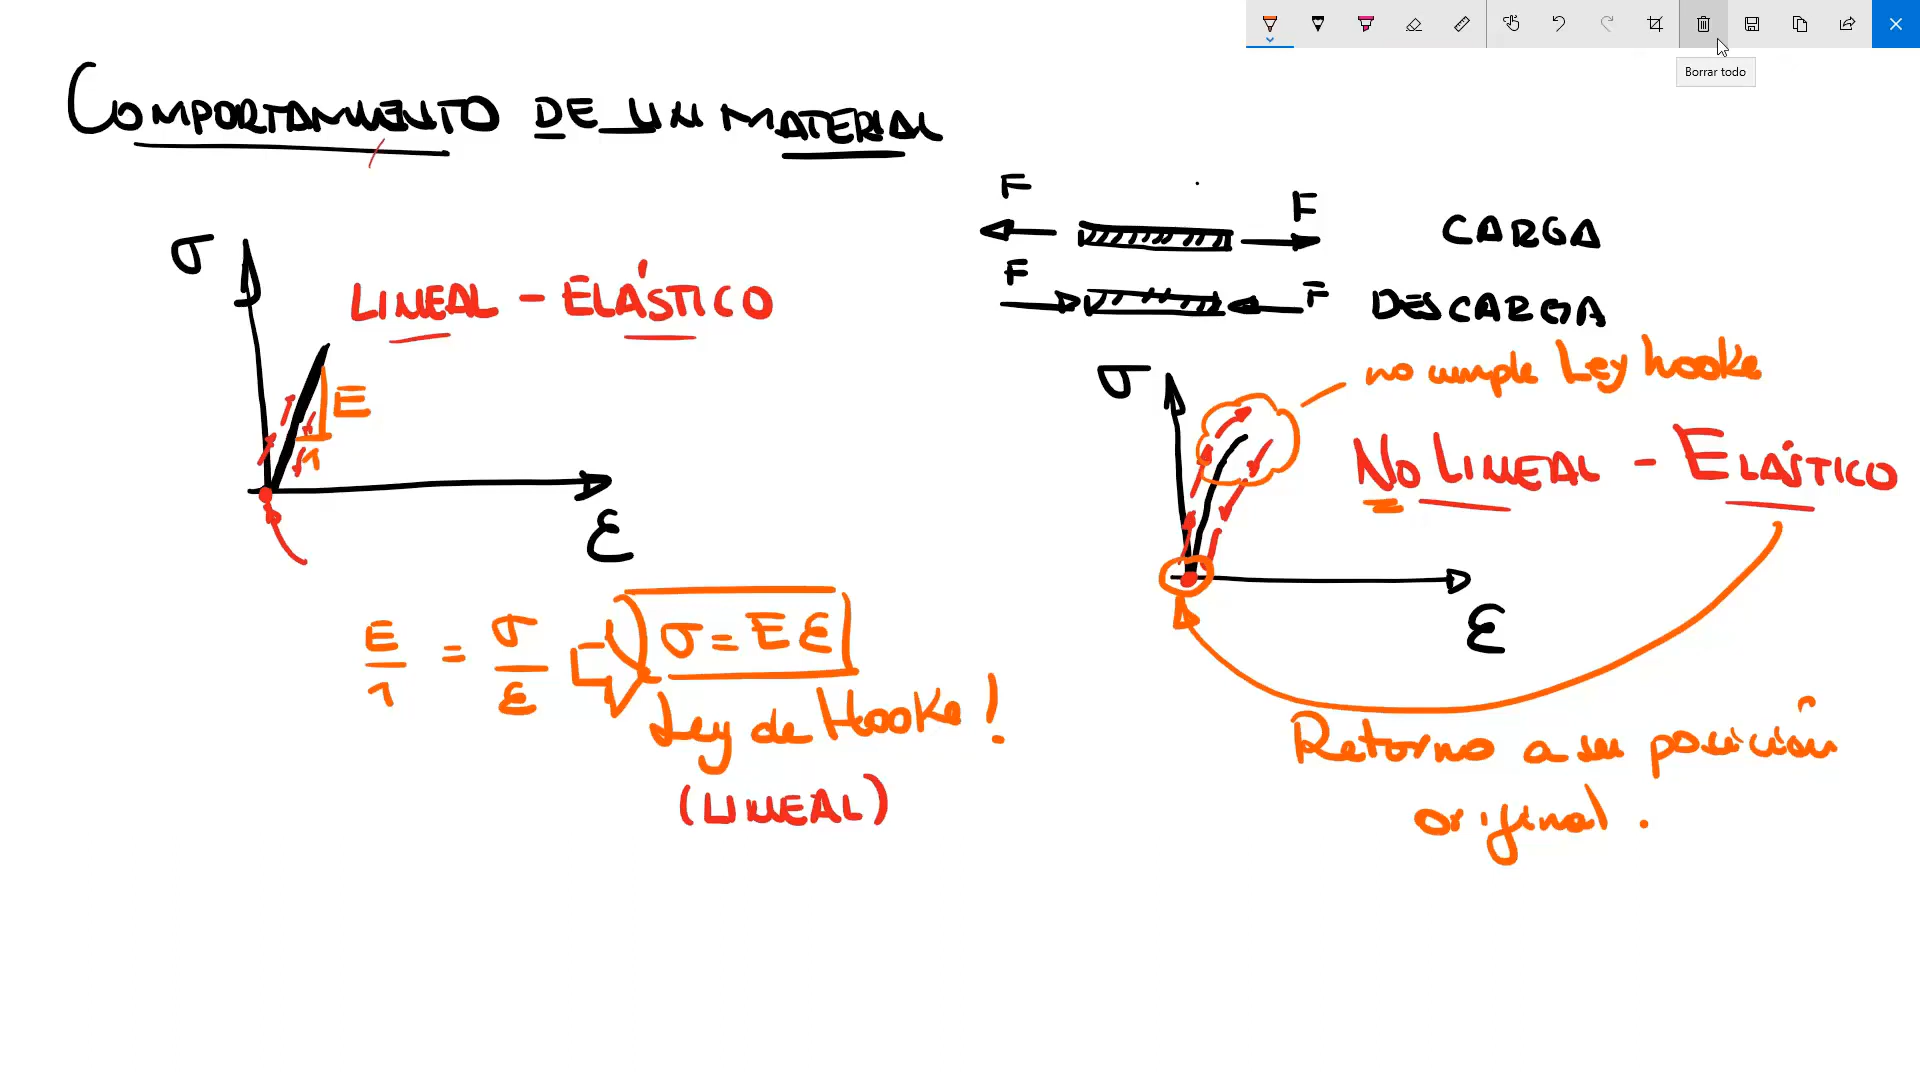 Borrar todo
COMPORTAMIENTO DE UN MATERIAL
F
F
CARGA
F
F
DESCARGA
σ
LINEAL - ELÁSTICO
E
1
ε
σ
no cumple Ley hooke
NO LINEAL - ELÁSTICO
ε
E/1 = σ/ε ⇒ σ = E ε
Ley de Hooke!
(LINEAL)
Retorno a su posición
original.